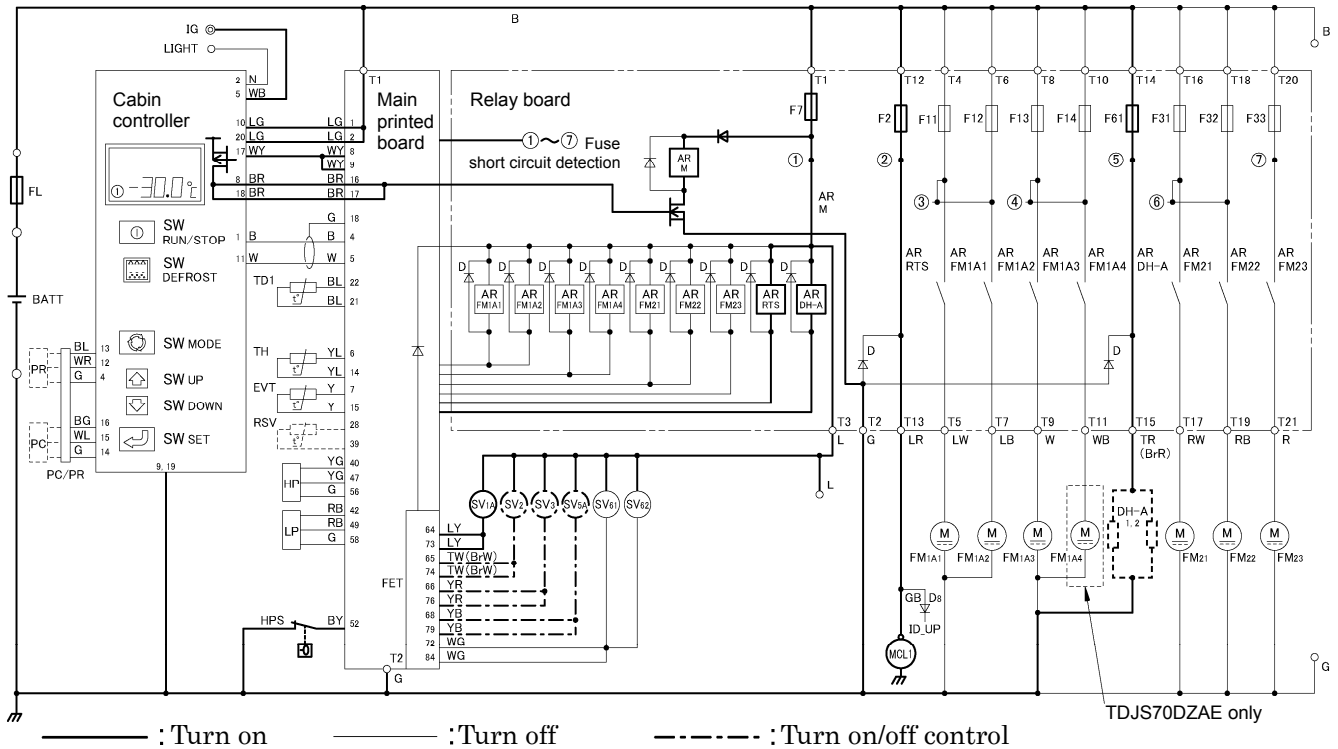 B
IG
LIGHT
B
2 N
5 WB
T1
T1 T12 T4 T6 T8 T10 T14 T16 T18 T20
Cabin controller
Main printed board
Relay board
F7 F2 F11 F12 F13 F14 F61 F31 F32 F33
10 LG LG 1
20 LG LG 2
17 WY WY 8
WY 9
①~⑦ Fuse
short circuit detection
AR M
① ② ⑤ ⑦
FL
① -30.0℃
8 BR BR 16
18 BR BR 17
③ ④ ⑥
AR M
G 18
SW RUN/STOP
1 B B 4
11 W W 5
SW DEFROST
AR RTS
AR FM1A1
AR FM1A2
AR FM1A3
AR FM1A4
AR DH-A
AR FM21
AR FM22
AR FM23
D D D D D D D D D
TD1 t° BL 22
BL 21
AR FM1A1
AR FM1A2
AR FM1A3
AR FM1A4
AR FM21
AR FM22
AR FM23
AR RTS
AR DH-A
BATT
SW MODE
BL 13
PR WR 12
G 4
SW UP
SW DOWN
BG 16
PC WL 15
G 14
SW SET
PC/PR
9, 19
TH t° YL 6
YL 14
EVT t° Y 7
Y 15
RSV t° 28
39
D D
T3 T2 T13 T5 T7 T9 T11 T15 T17 T19 T21
L G LR LW LB W WB TR (BrR) RW RB R
HP YG 40
YG 47
G 56
LP RB 42
RB 49
G 58
SV1A SV2 SV3 SV5A SV61 SV62
L
FET
64 LY
73 LY
65 TW(BrW)
74 TW(BrW)
66 YR
76 YR
68 YB
79 YB
72 WG
84 WG
DH-A 1, 2
M M M M M M M
FM1A1 FM1A2 FM1A3 FM1A4 FM21 FM22 FM23
GB D8
ID_UP
MCL1
HPS BY 52
T2
G
G
TDJS70DZAE only
: Turn on : Turn off : Turn on/off control